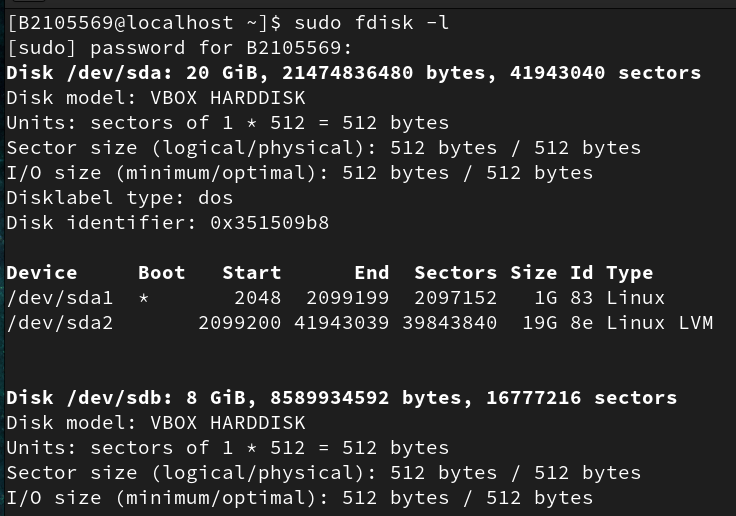 [B2105569@localhost ~]$ sudo fdisk -l
[sudo] password for B2105569:
Disk /dev/sda: 20 GiB, 21474836480 bytes, 41943040 sectors
Disk model: VBOX HARDDISK
Units: sectors of 1 * 512 = 512 bytes
Sector size (logical/physical): 512 bytes / 512 bytes
I/O size (minimum/optimal): 512 bytes / 512 bytes
Disklabel type: dos
Disk identifier: 0x351509b8
Device     Boot   Start      End  Sectors Size Id Type
/dev/sda1  *       2048  2099199  2097152   1G 83 Linux
/dev/sda2       2099200 41943039 39843840  19G 8e Linux LVM
Disk /dev/sdb: 8 GiB, 8589934592 bytes, 16777216 sectors
Disk model: VBOX HARDDISK
Units: sectors of 1 * 512 = 512 bytes
Sector size (logical/physical): 512 bytes / 512 bytes
I/O size (minimum/optimal): 512 bytes / 512 bytes